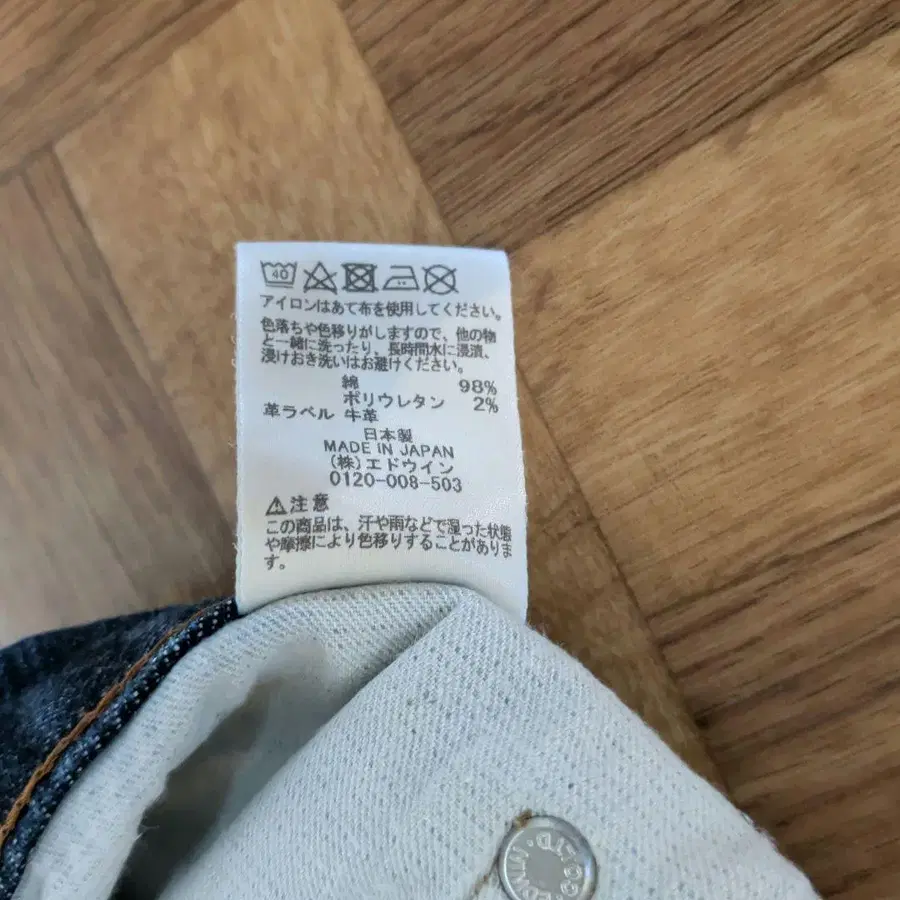 40
アイロンはあて布を使用してください。
色落ちや色移りがしますので、他の物
と一緒に洗ったり、長時間水に浸漬、
浸けおき洗いはお避けください。
綿 98%
ポリウレタン 2%
革ラベル 牛革
日本製
MADE IN JAPAN
(株)エドウイン
0120-008-503
⚠注意
この商品は、汗や雨などで湿った状態
や摩擦により色移りすることがありま
す。
EDWIN CO. LTD.